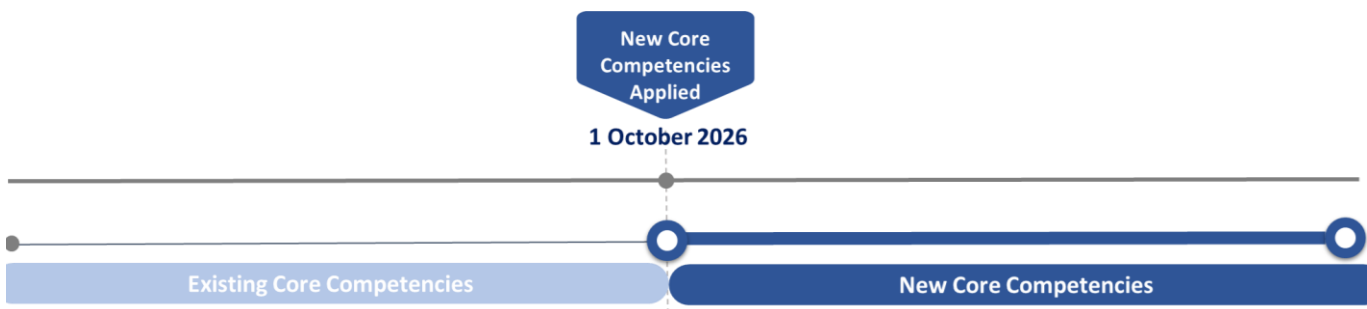 New Core
Competencies
Applied
1 October 2026
Existing Core Competencies
New Core Competencies